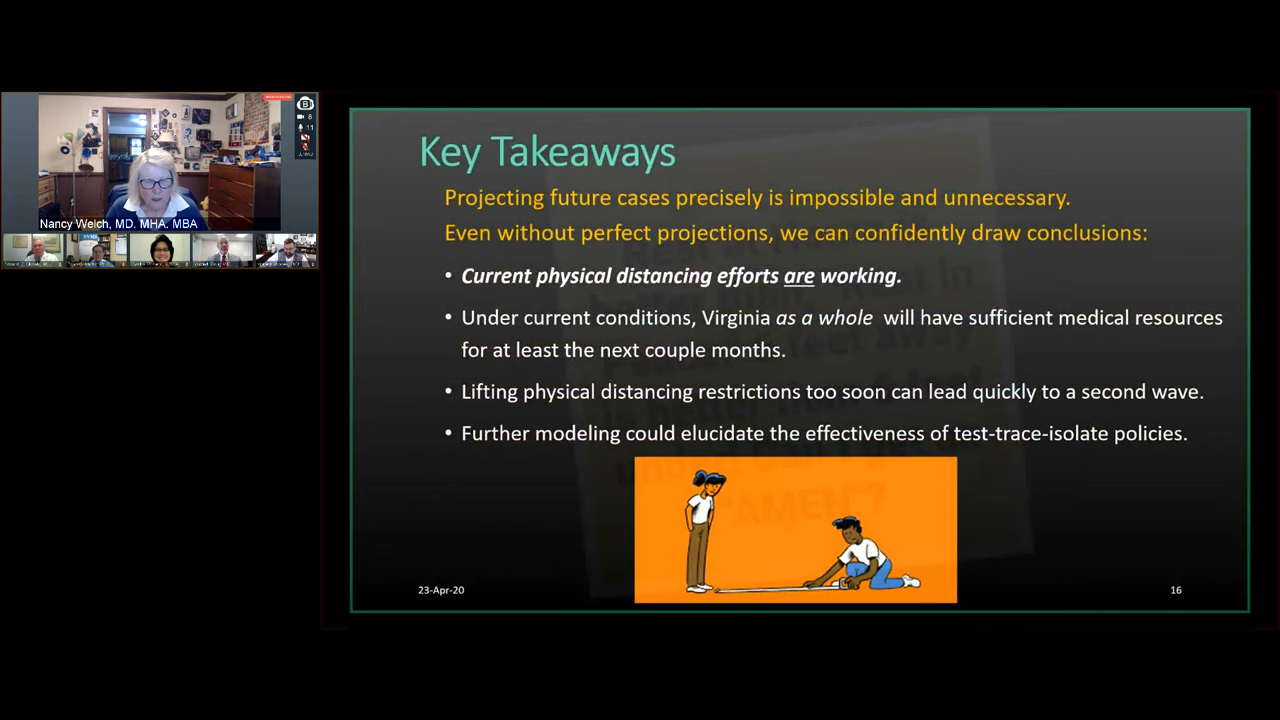 Key Takeaways
Projecting future cases precisely is impossible and unnecessary.
Even without perfect projections, we can confidently draw conclusions:
• Current physical distancing efforts are working.
• Under current conditions, Virginia as a whole will have sufficient medical resources
for at least the next couple months.
• Lifting physical distancing restrictions too soon can lead quickly to a second wave.
• Further modeling could elucidate the effectiveness of test-trace-isolate policies.
"AMEN"?
23-Apr-20
16
Nancy Welch, MD. MHA. MBA
B
8
11